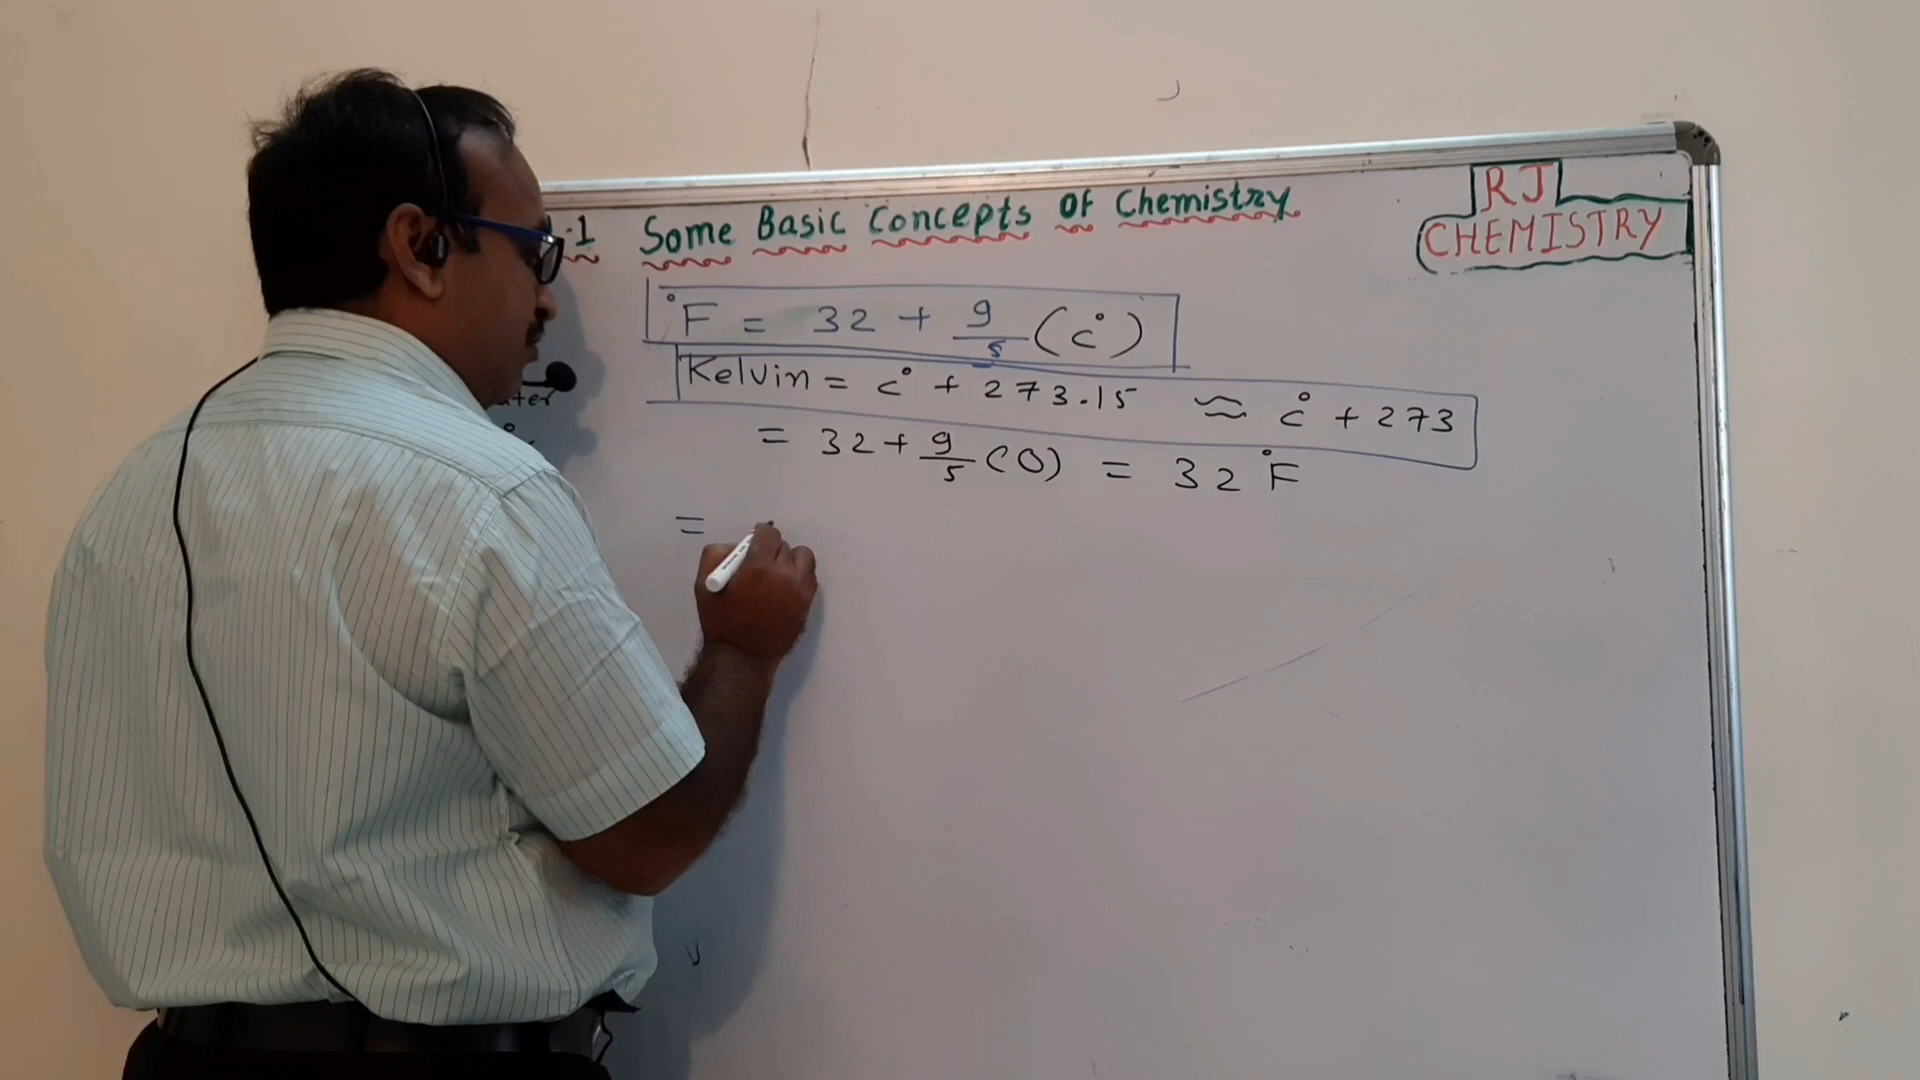 -1 Some Basic Concepts Of Chemistry
RJ
CHEMISTRY
°F = 32 + 9/5 (c°)
Kelvin = c° + 273.15 ≈ c° + 273
= 32 + 9/5 (0) = 32 °F
=